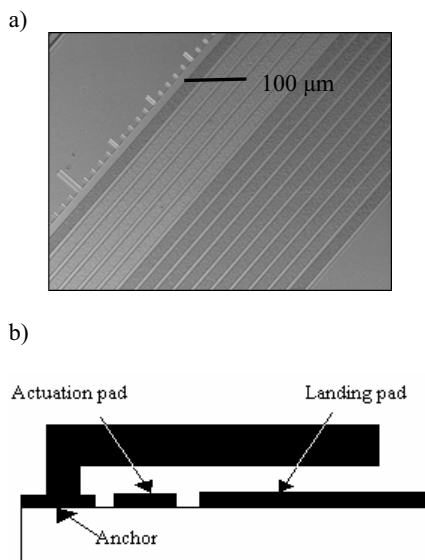 a)
100 μm
b)
Actuation pad
Landing pad
Anchor